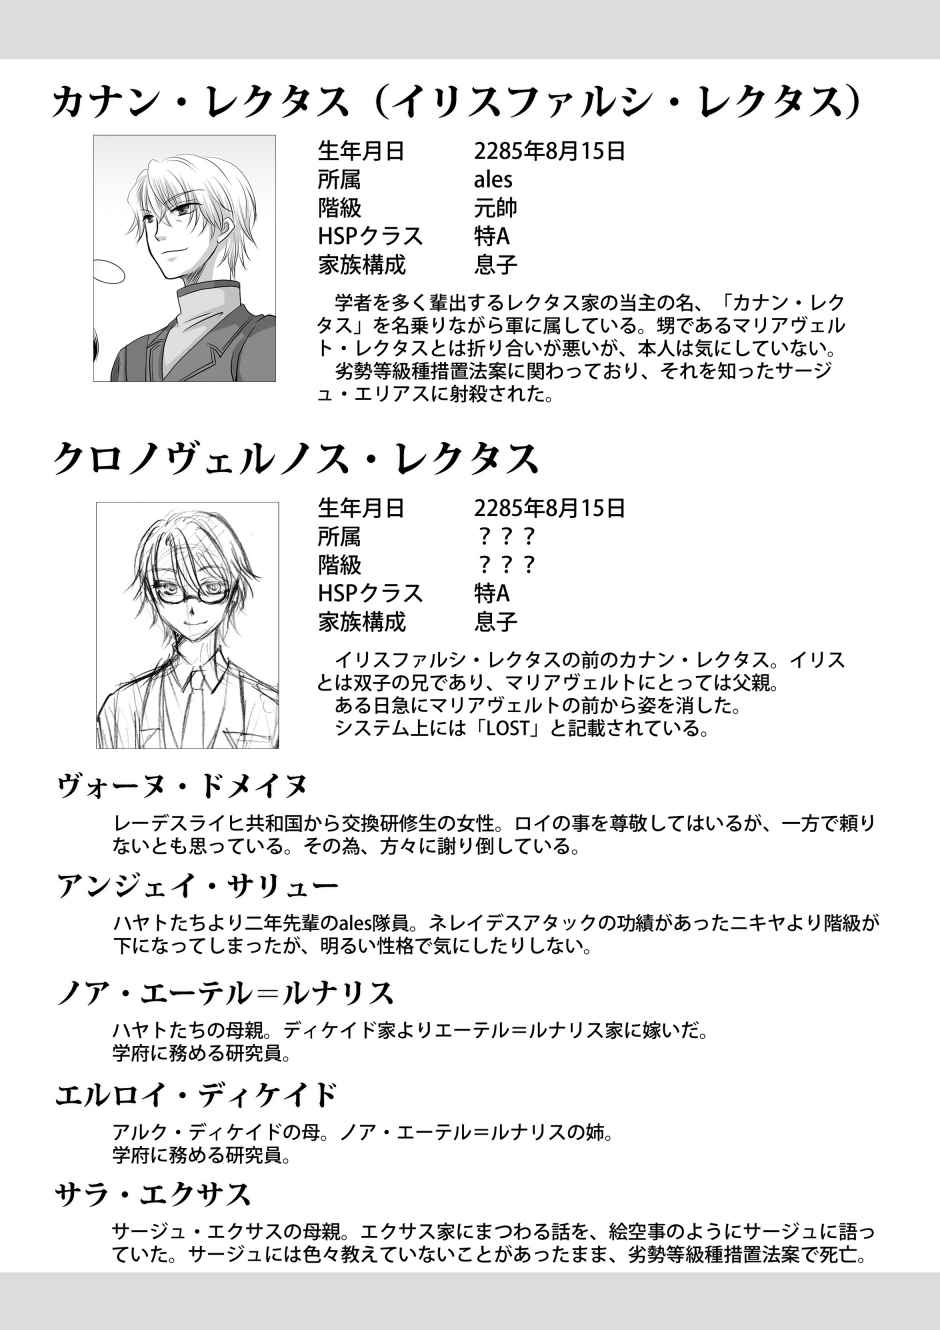 カナン・レクタス（イリスファルシ・レクタス）
生年月日 2285年8月15日
所属 ales
階級 元帥
HSPクラス 特A
家族構成 息子
学者を多く輩出するレクタス家の当主の名、「カナン・レク
タス」を名乗りながら軍に属している。甥であるマリアヴェル
ト・レクタスとは折り合いが悪いが、本人は気にしていない。
劣勢等級種措置法案に関わっており、それを知ったサージ
ュ・エリアスに射殺された。
クロノヴェルノス・レクタス
生年月日 2285年8月15日
所属 ？？？
階級 ？？？
HSPクラス 特A
家族構成 息子
イリスファルシ・レクタスの前のカナン・レクタス。イリス
とは双子の兄であり、マリアヴェルトにとっては父親。
ある日急にマリアヴェルトの前から姿を消した。
システム上には「LOST」と記載されている。
ヴォーヌ・ドメイヌ
レーデスライヒ共和国から交換研修生の女性。ロイの事を尊敬してはいるが、一方で頼り
ないとも思っている。その為、方々に謝り倒している。
アンジェイ・サリュー
ハヤトたちより二年先輩のales隊員。ネレイデスアタックの功績があったニキヤより階級が
下になってしまったが、明るい性格で気にしたりしない。
ノア・エーテル＝ルナリス
ハヤトたちの母親。ディケイド家よりエーテル＝ルナリス家に嫁いだ。
学府に務める研究員。
エルロイ・ディケイド
アルク・ディケイドの母。ノア・エーテル＝ルナリスの姉。
学府に務める研究員。
サラ・エクサス
サージュ・エクサスの母親。エクサス家にまつわる話を、絵空事のようにサージュに語っ
ていた。サージュには色々教えていないことがあったまま、劣勢等級種措置法案で死亡。